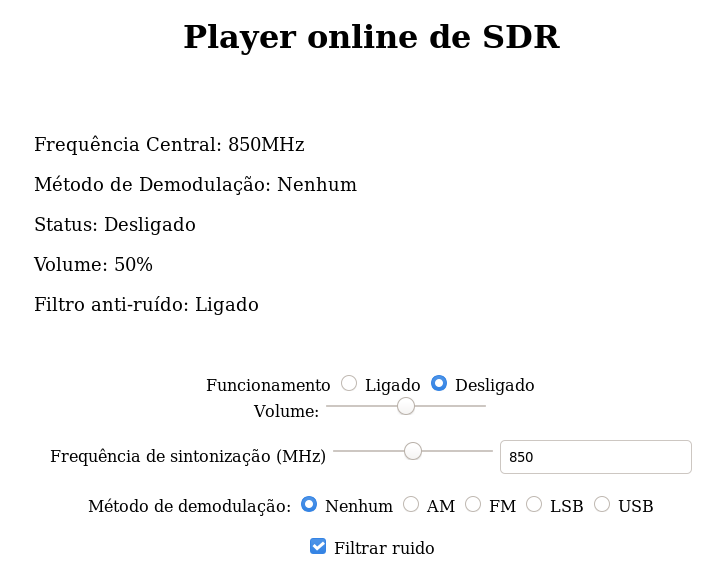 Player online de SDR
Frequência Central: 850MHz
Método de Demodulação: Nenhum
Status: Desligado
Volume: 50%
Filtro anti-ruído: Ligado
Funcionamento Ligado Desligado
Volume:
Frequência de sintonização (MHz) 850
Método de demodulação: Nenhum AM FM LSB USB
Filtrar ruido